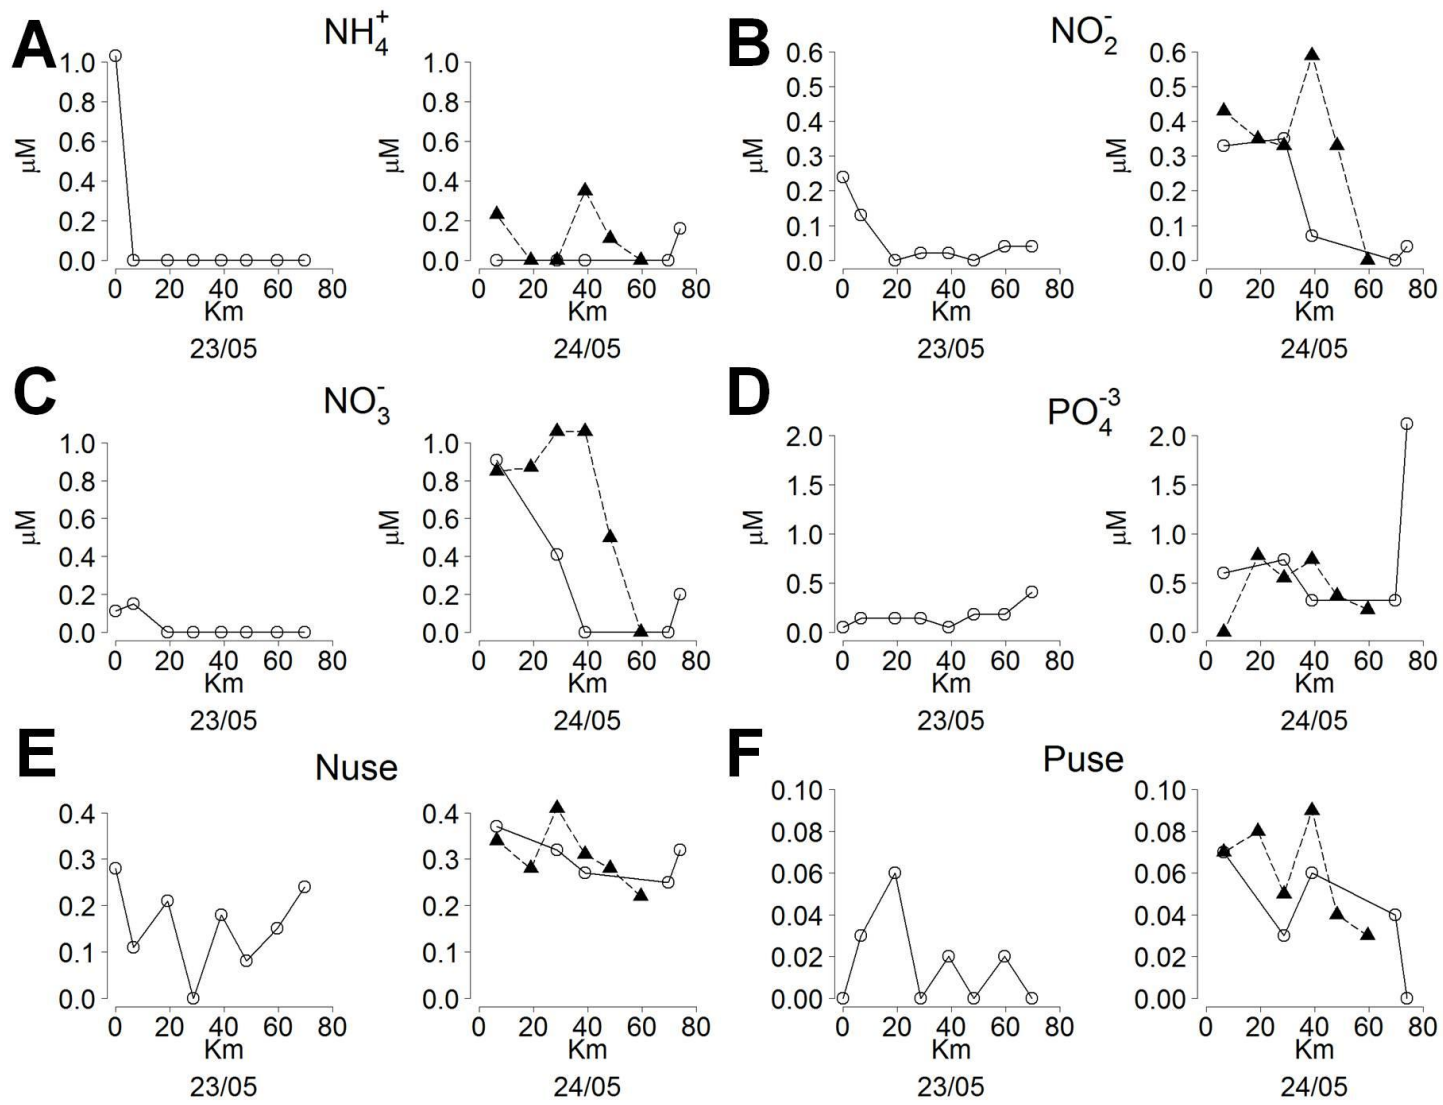 A NH4+ B NO2-
1.0 1.0 0.6 0.6
0.8 0.8 0.5 0.5
0.6 0.6 0.4 0.4
μM μM μM μM
0.4 0.4 0.3 0.3
0.2 0.2 0.2 0.2
0.1 0.1
0.0 0.0 0.0 0.0
0 20 40 60 80 0 20 40 60 80 0 20 40 60 80 0 20 40 60 80
Km Km Km Km
23/05 24/05 23/05 24/05
C NO3- D PO4-3
1.0 1.0 2.0 2.0
0.8 0.8 1.5 1.5
0.6 0.6
μM μM μM μM
0.4 0.4 1.0 1.0
0.2 0.2 0.5 0.5
0.0 0.0 0.0 0.0
0 20 40 60 80 0 20 40 60 80 0 20 40 60 80 0 20 40 60 80
Km Km Km Km
23/05 24/05 23/05 24/05
E Nuse F Puse
0.4 0.4 0.10 0.10
0.3 0.3 0.08 0.08
0.06 0.06
0.2 0.2 0.04 0.04
0.1 0.1 0.02 0.02
0.0 0.0 0.00 0.00
0 20 40 60 80 0 20 40 60 80 0 20 40 60 80 0 20 40 60 80
Km Km Km Km
23/05 24/05 23/05 24/05